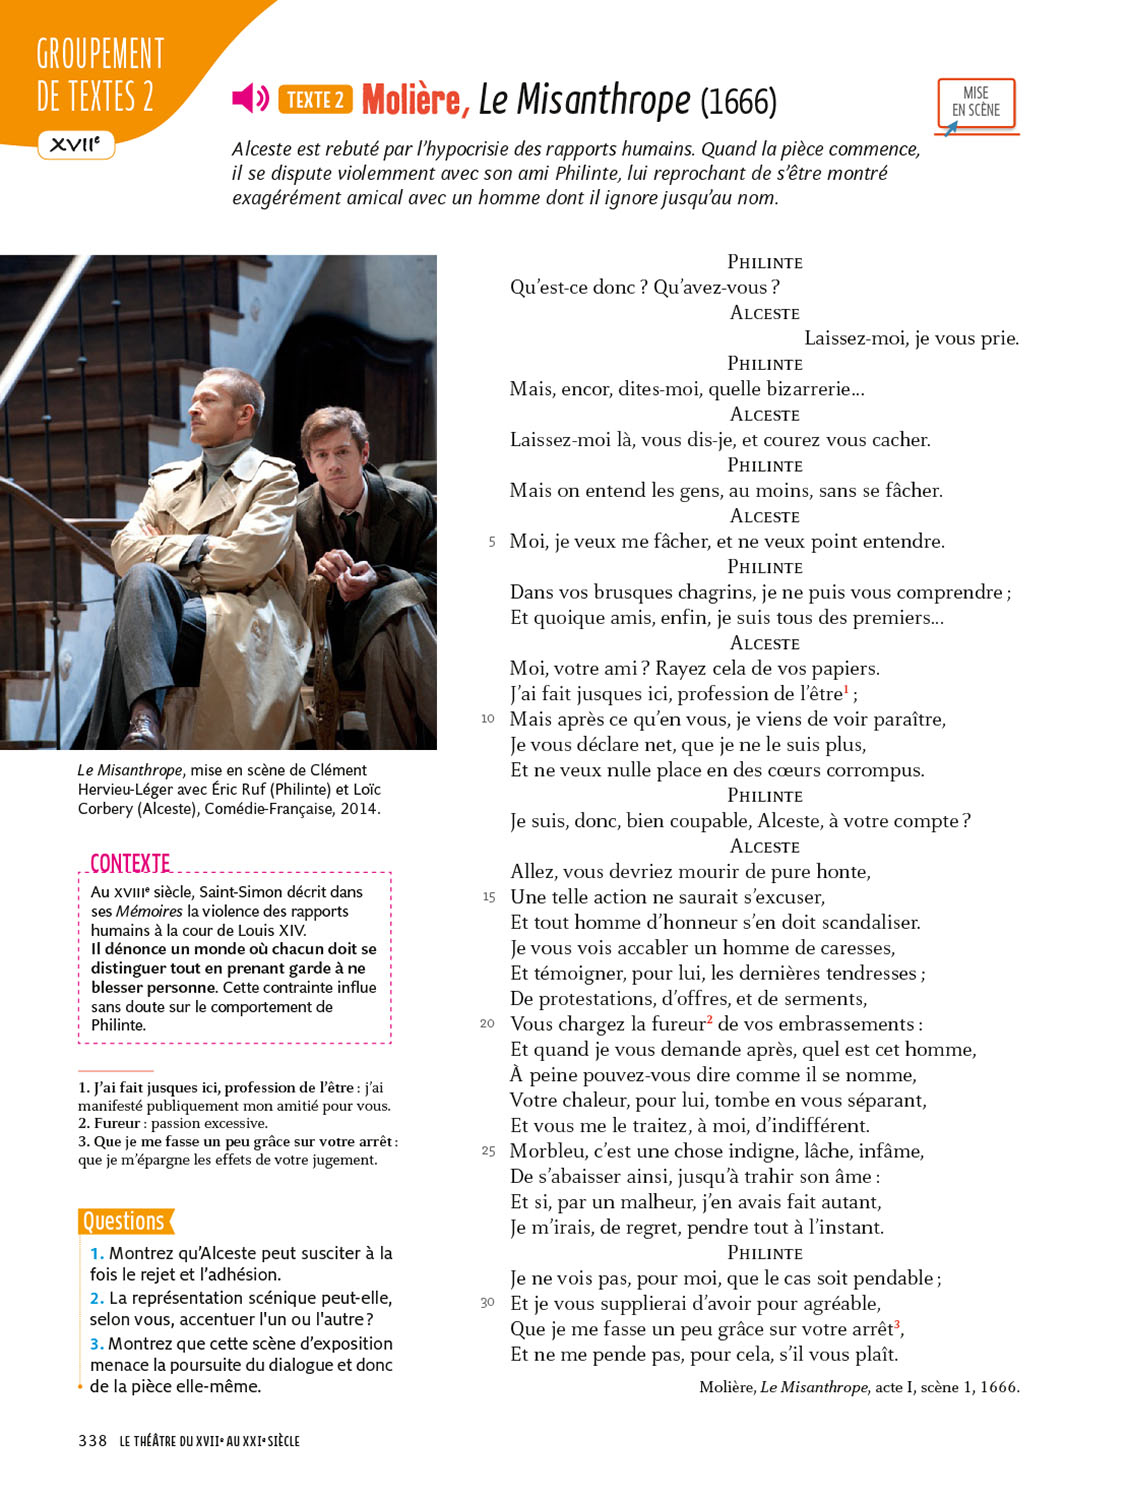 GROUPEMENT
DE TEXTES 2
XVIIe
TEXTE 2 Molière, Le Misanthrope (1666)
MISE
EN SCÈNE
Alceste est rebuté par l'hypocrisie des rapports humains. Quand la pièce commence,
il se dispute violemment avec son ami Philinte, lui reprochant de s'être montré
exagérément amical avec un homme dont il ignore jusqu'au nom.
Le Misanthrope, mise en scène de Clément
Hervieu-Léger avec Éric Ruf (Philinte) et Loïc
Corbery (Alceste), Comédie-Française, 2014.
CONTEXTE
Au XVIIIe siècle, Saint-Simon décrit dans
ses Mémoires la violence des rapports
humains à la cour de Louis XIV.
Il dénonce un monde où chacun doit se
distinguer tout en prenant garde à ne
blesser personne. Cette contrainte influe
sans doute sur le comportement de
Philinte.
1. J'ai fait jusques ici, profession de l'être : j'ai
manifesté publiquement mon amitié pour vous.
2. Fureur : passion excessive.
3. Que je me fasse un peu grâce sur votre arrêt :
que je m'épargne les effets de votre jugement.
Questions
1. Montrez qu'Alceste peut susciter à la
fois le rejet et l'adhésion.
2. La représentation scénique peut-elle,
selon vous, accentuer l'un ou l'autre ?
3. Montrez que cette scène d'exposition
menace la poursuite du dialogue et donc
de la pièce elle-même.
PHILINTE
Qu'est-ce donc ? Qu'avez-vous ?
ALCESTE
Laissez-moi, je vous prie.
PHILINTE
Mais, encor, dites-moi, quelle bizarrerie...
ALCESTE
Laissez-moi là, vous dis-je, et courez vous cacher.
PHILINTE
Mais on entend les gens, au moins, sans se fâcher.
ALCESTE
5 Moi, je veux me fâcher, et ne veux point entendre.
PHILINTE
Dans vos brusques chagrins, je ne puis vous comprendre ;
Et quoique amis, enfin, je suis tous des premiers...
ALCESTE
Moi, votre ami ? Rayez cela de vos papiers.
J'ai fait jusques ici, profession de l'être1 ;
10 Mais après ce qu'en vous, je viens de voir paraître,
Je vous déclare net, que je ne le suis plus,
Et ne veux nulle place en des cœurs corrompus.
PHILINTE
Je suis, donc, bien coupable, Alceste, à votre compte ?
ALCESTE
Allez, vous devriez mourir de pure honte,
15 Une telle action ne saurait s'excuser,
Et tout homme d'honneur s'en doit scandaliser.
Je vous vois accabler un homme de caresses,
Et témoigner, pour lui, les dernières tendresses ;
De protestations, d'offres, et de serments,
20 Vous chargez la fureur2 de vos embrassements :
Et quand je vous demande après, quel est cet homme,
À peine pouvez-vous dire comme il se nomme,
Votre chaleur, pour lui, tombe en vous séparant,
Et vous me le traitez, à moi, d'indifférent.
25 Morbleu, c'est une chose indigne, lâche, infâme,
De s'abaisser ainsi, jusqu'à trahir son âme :
Et si, par un malheur, j'en avais fait autant,
Je m'irais, de regret, pendre tout à l'instant.
PHILINTE
Je ne vois pas, pour moi, que le cas soit pendable ;
30 Et je vous supplierai d'avoir pour agréable,
Que je me fasse un peu grâce sur votre arrêt3,
Et ne me pende pas, pour cela, s'il vous plaît.
Molière, Le Misanthrope, acte I, scène 1, 1666.
338 LE THÉÂTRE DU XVIIe AU XXIe SIÈCLE